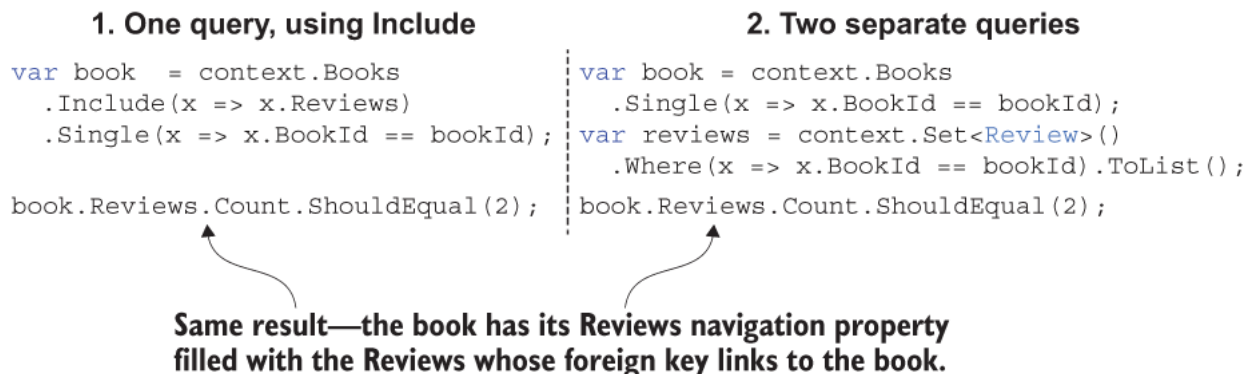 1. One query, using Include
var book  = context.Books
  .Include(x => x.Reviews)
  .Single(x => x.BookId == bookId);
book.Reviews.Count.ShouldEqual(2);
2. Two separate queries
var book = context.Books
  .Single(x => x.BookId == bookId);
var reviews = context.Set<Review>()
  .Where(x => x.BookId == bookId).ToList();
book.Reviews.Count.ShouldEqual(2);
Same result—the book has its Reviews navigation property
filled with the Reviews whose foreign key links to the book.